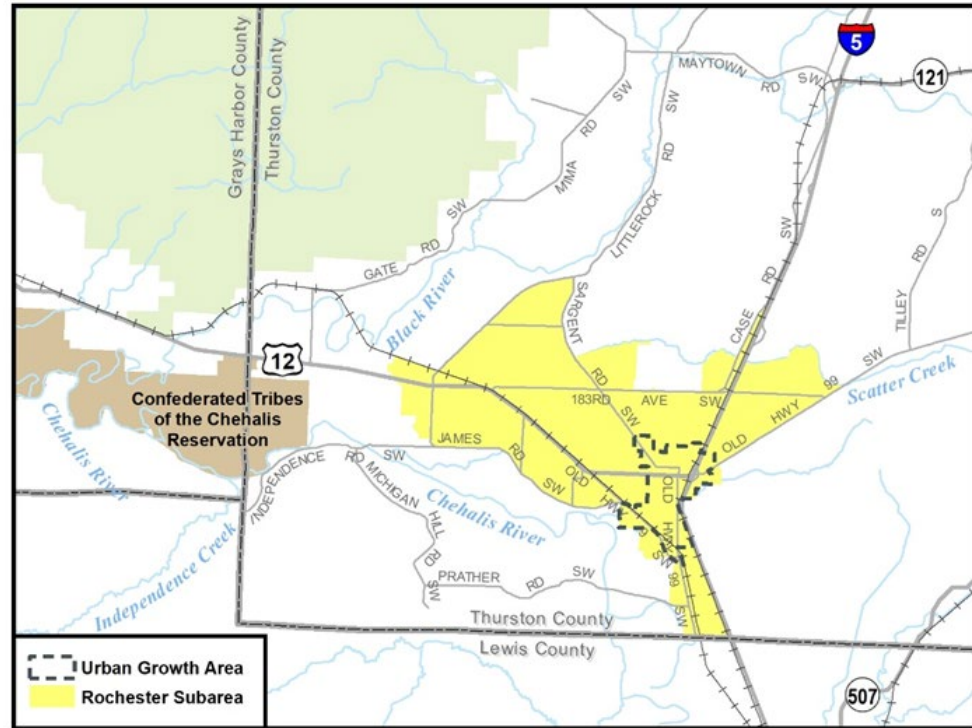 Grays Harbor County
Thurston County
5
MAYTOWN
RD
SW
121
SW
RD
MIMA
SW
RD
LITTLEROCK
GATE
RD
SW
Black River
SARGENT
RD
SW
CASE
RD
SW
TILLEY
RD
S
12
Confederated Tribes
of the Chehalis
Reservation
183RD
AVE
SW
OLD
HWY
99
SW
Scatter Creek
Chehalis River
JAMES
RD
SW
INDEPENDENCE
RD
SW
MICHIGAN
HILL
RD
SW
Chehalis River
OLD
HWY
9
SW
OLD
HWY
99
SW
Independence Creek
PRATHER
RD
SW
Thurston County
Lewis County
507
Urban Growth Area
Rochester Subarea